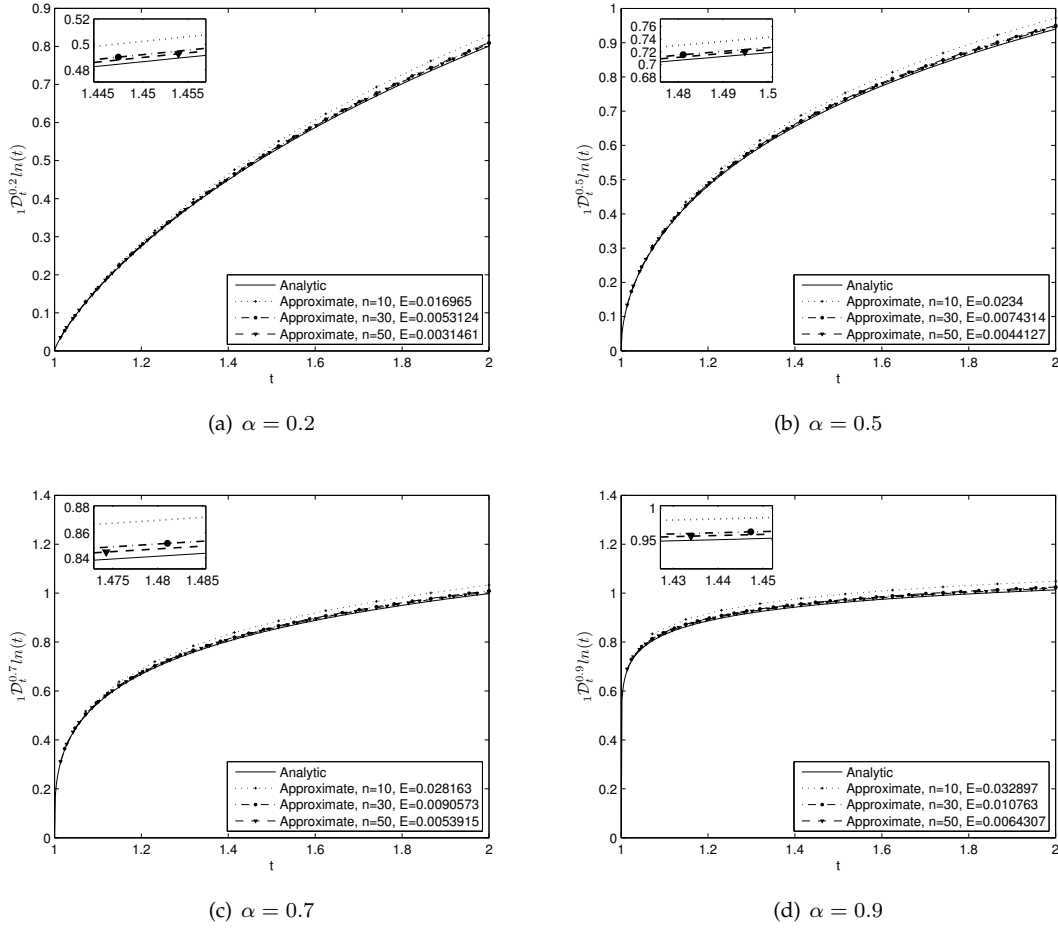 0.9
0.8
0.7
0.6
0.5
0.4
0.3
0.2
0.1
0
1 1.2 1.4 1.6 1.8 2
t
₁𝒟ₜ^0.2 ln(t)
0.52
0.5
0.48
1.445 1.45 1.455
Analytic
Approximate, n=10, E=0.016965
Approximate, n=30, E=0.0053124
Approximate, n=50, E=0.0031461
(a) α = 0.2
1
0.9
0.8
0.7
0.6
0.5
0.4
0.3
0.2
0.1
0
1 1.2 1.4 1.6 1.8 2
t
₁𝒟ₜ^0.5 ln(t)
0.76
0.74
0.72
0.7
0.68
1.48 1.49 1.5
Analytic
Approximate, n=10, E=0.0234
Approximate, n=30, E=0.0074314
Approximate, n=50, E=0.0044127
(b) α = 0.5
1.4
1.2
1
0.8
0.6
0.4
0.2
0
1 1.2 1.4 1.6 1.8 2
t
₁𝒟ₜ^0.7 ln(t)
0.88
0.86
0.84
1.475 1.48 1.485
Analytic
Approximate, n=10, E=0.028163
Approximate, n=30, E=0.0090573
Approximate, n=50, E=0.0053915
(c) α = 0.7
1.4
1.2
1
0.8
0.6
0.4
0.2
0
1 1.2 1.4 1.6 1.8 2
t
₁𝒟ₜ^0.9 ln(t)
1
0.95
1.43 1.44 1.45
Analytic
Approximate, n=10, E=0.032897
Approximate, n=30, E=0.010763
Approximate, n=50, E=0.0064307
(d) α = 0.9